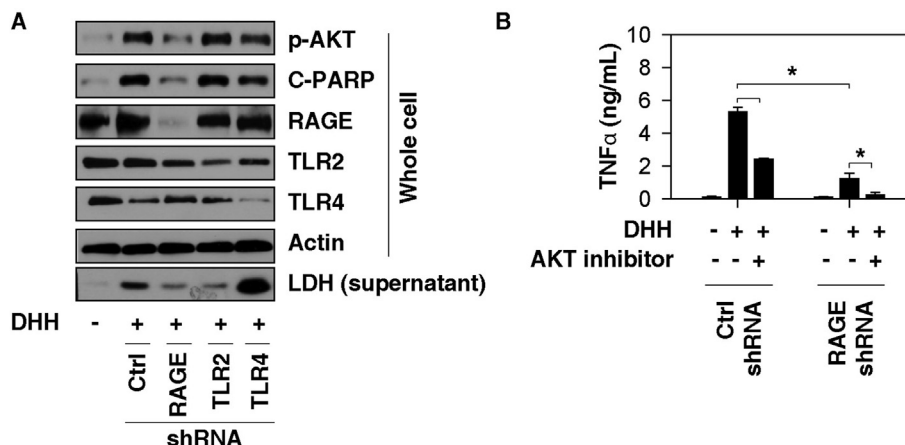 A
p-AKT
C-PARP
RAGE
TLR2
TLR4
Actin
LDH (supernatant)
Whole cell
DHH - + + + +
Ctrl
RAGE
TLR2
TLR4
shRNA
B
TNFα (ng/mL)
10
8
6
4
2
0
*
*
DHH - + + - + +
AKT inhibitor - - + - - +
Ctrl
shRNA
RAGE
shRNA